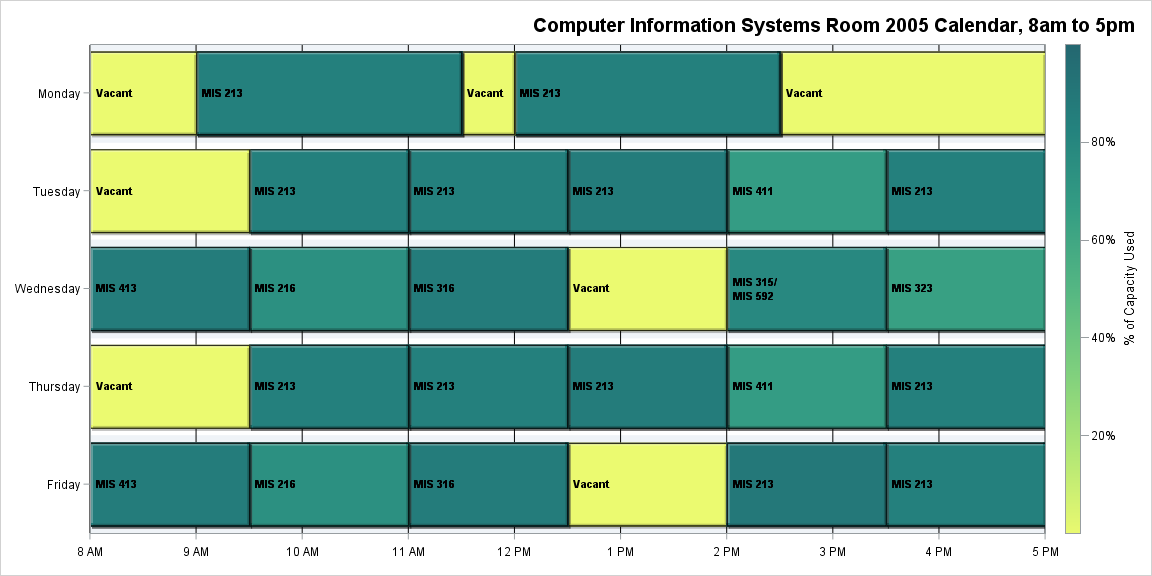 Computer Information Systems Room 2005 Calendar, 8am to 5pm
Monday
Vacant
MIS 213
Vacant
MIS 213
Vacant
Tuesday
Vacant
MIS 213
MIS 213
MIS 213
MIS 411
MIS 213
Wednesday
MIS 413
MIS 216
MIS 316
Vacant
MIS 315/
MIS 592
MIS 323
Thursday
Vacant
MIS 213
MIS 213
MIS 213
MIS 411
MIS 213
Friday
MIS 413
MIS 216
MIS 316
Vacant
MIS 213
MIS 213
8 AM
9 AM
10 AM
11 AM
12 PM
1 PM
2 PM
3 PM
4 PM
5 PM
80%
60%
40%
20%
% of Capacity Used